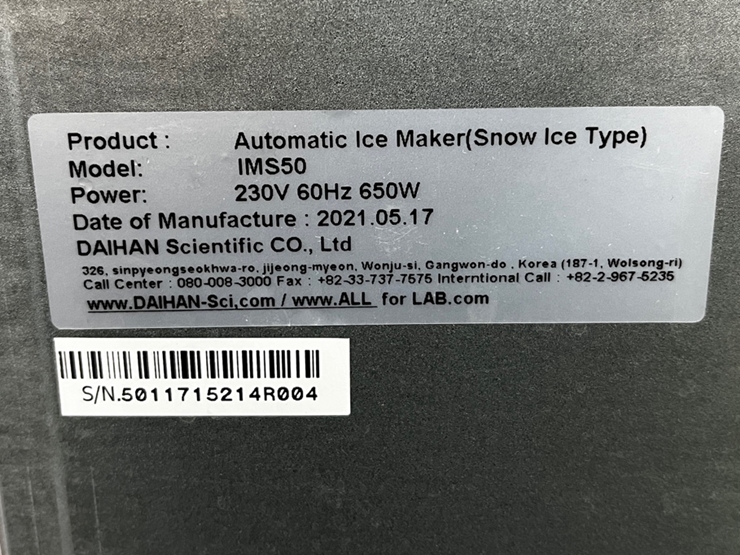 Product : Automatic Ice Maker(Snow Ice Type)
Model: IMS50
Power: 230V 60Hz 650W
Date of Manufacture : 2021.05.17
DAIHAN Scientific CO., Ltd
326, sinpyeongseokhwa-ro, jijeong-myeon, Wonju-si, Gangwon-do , Korea (187-1, Wolsong-ri)
Call Center : 080-008-3000 Fax : +82-33-737-7575 Interntional Call : +82-2-967-5235
www.DAIHAN-Sci,com / www.ALL for LAB.com
S/N.5011715214R004